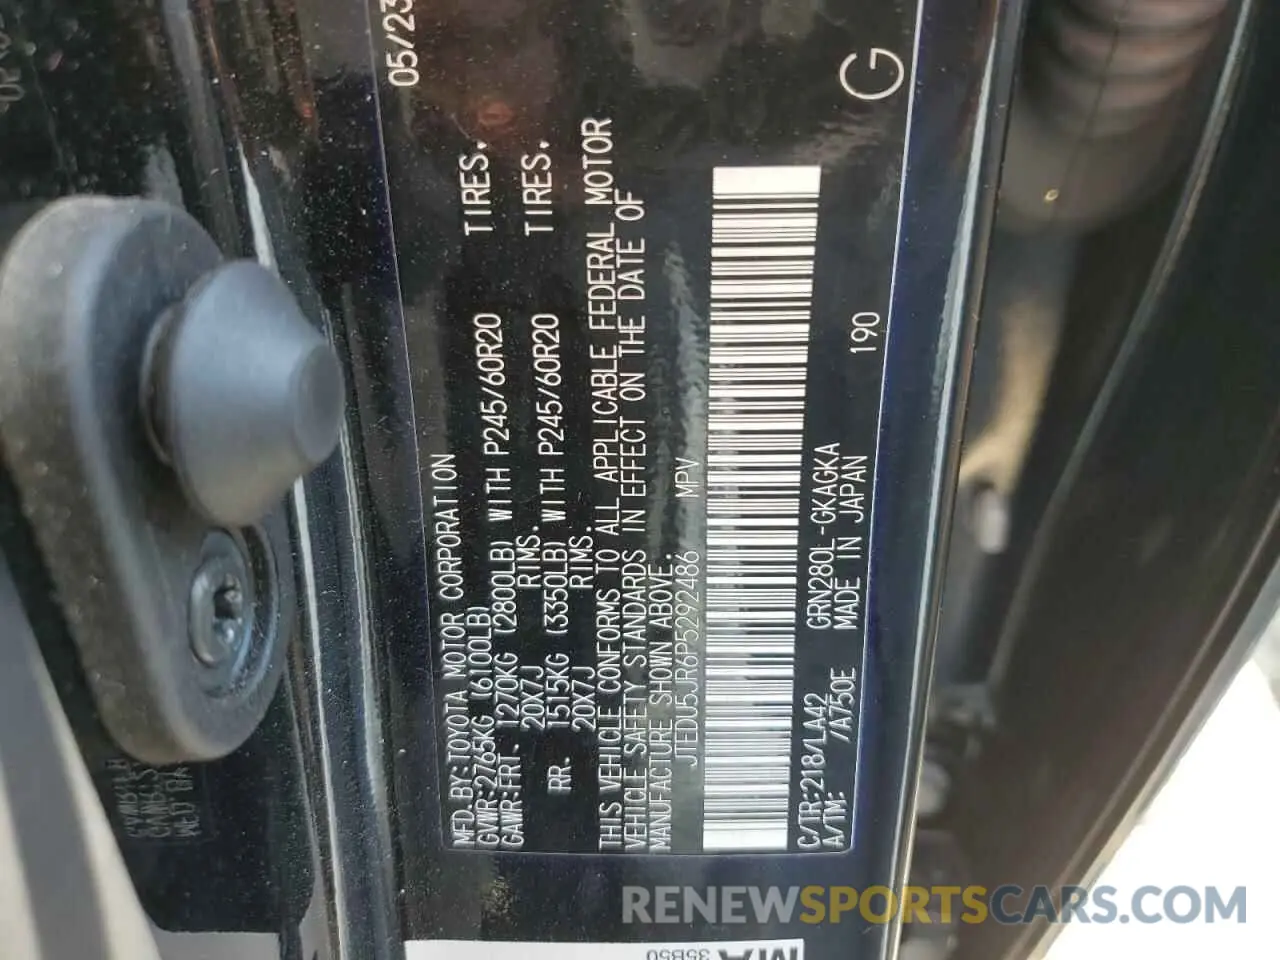 MFD.BY:TOYOTA MOTOR CORPORATION 05/23
GVWR:2765KG (6100LB)
GAWR:FRT. 1270KG (2800LB) WITH P245/60R20 TIRES,
20X7J RIMS.
RR. 1515KG (3350LB) WITH P245/60R20 TIRES,
20X7J RIMS.
THIS VEHICLE CONFORMS TO ALL APPLICABLE FEDERAL MOTOR
VEHICLE SAFETY STANDARDS IN EFFECT ON THE DATE OF
MANUFACTURE SHOWN ABOVE.
JTEDU5JR6P5292486 MPV
C/TR:218/LA42 GRN280L-GKAGKA 190
A/TM: /A750E MADE IN JAPAN
G
35B50
RENEWSPORTSCARS.COM